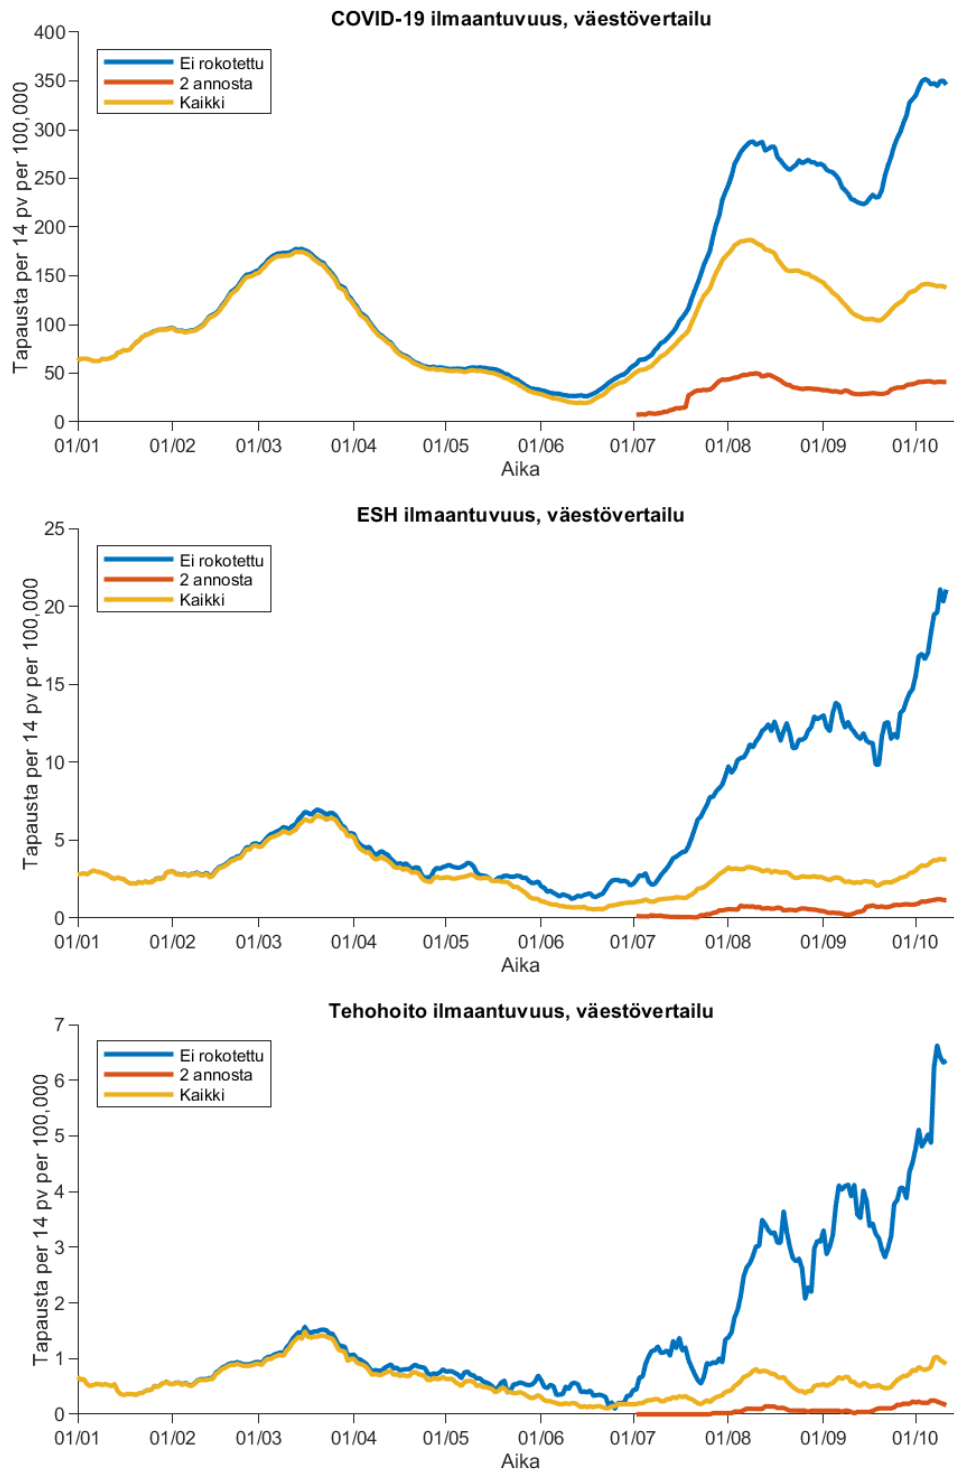 COVID-19 ilmaantuvuus, väestövertailu
Tapausta per 14 pv per 100,000
400
350
300
250
200
150
100
50
0
Ei rokotettu
2 annosta
Kaikki
01/01 01/02 01/03 01/04 01/05 01/06 01/07 01/08 01/09 01/10
Aika
ESH ilmaantuvuus, väestövertailu
Tapausta per 14 pv per 100,000
25
20
15
10
5
0
Ei rokotettu
2 annosta
Kaikki
01/01 01/02 01/03 01/04 01/05 01/06 01/07 01/08 01/09 01/10
Aika
Tehohoito ilmaantuvuus, väestövertailu
Tapausta per 14 pv per 100,000
7
6
5
4
3
2
1
0
Ei rokotettu
2 annosta
Kaikki
01/01 01/02 01/03 01/04 01/05 01/06 01/07 01/08 01/09 01/10
Aika